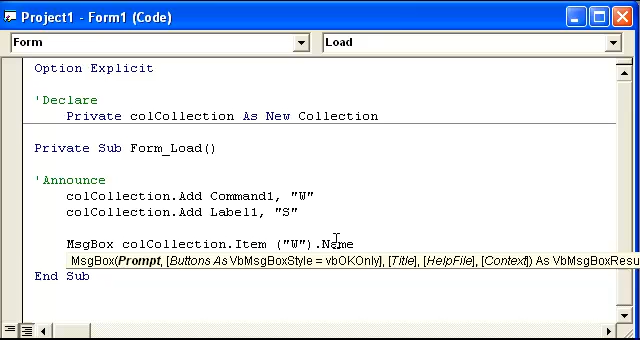 Project1 - Form1 (Code)
Form Load
Option Explicit
'Declare
Private colCollection As New Collection
Private Sub Form_Load()
'Announce
colCollection.Add Command1, "W"
colCollection.Add Label1, "S"
MsgBox colCollection.Item ("W").Name
MsgBox(Prompt, [Buttons As VbMsgBoxStyle = vbOKOnly], [Title], [HelpFile], [Context]) As VbMsgBoxResu
End Sub